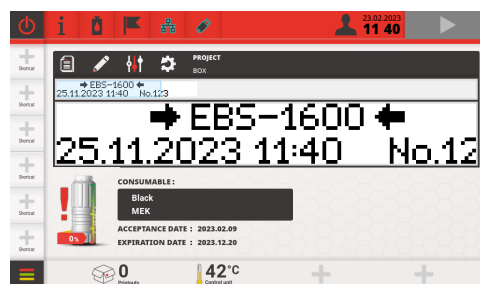 23.02.2023
11 40
Shortcut
PROJECT
BOX
Shortcut
➡ EBS-1600 ⬅
25.11.2023 11:40 No.123
➡ EBS-1600 ⬅
25.11.2023 11:40 No.12
Shortcut
Shortcut
CONSUMABLE :
Black
MEK
Shortcut
0%
ACCEPTANCE DATE : 2023.02.09
EXPIRATION DATE : 2023.12.20
Shortcut
0
Printouts
42°C
Control unit